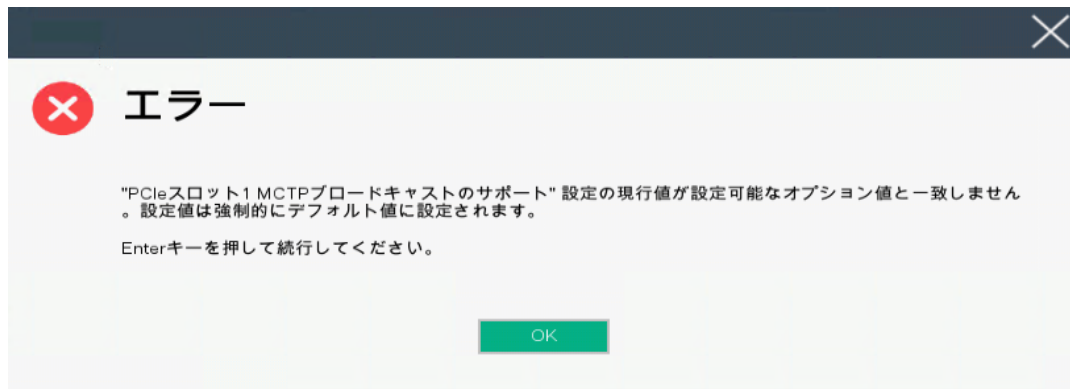 エラー
"PCIeスロット1 MCTPブロードキャストのサポート" 設定の現行値が設定可能なオプション値と一致しません
。設定値は強制的にデフォルト値に設定されます。
Enterキーを押して続行してください。
OK